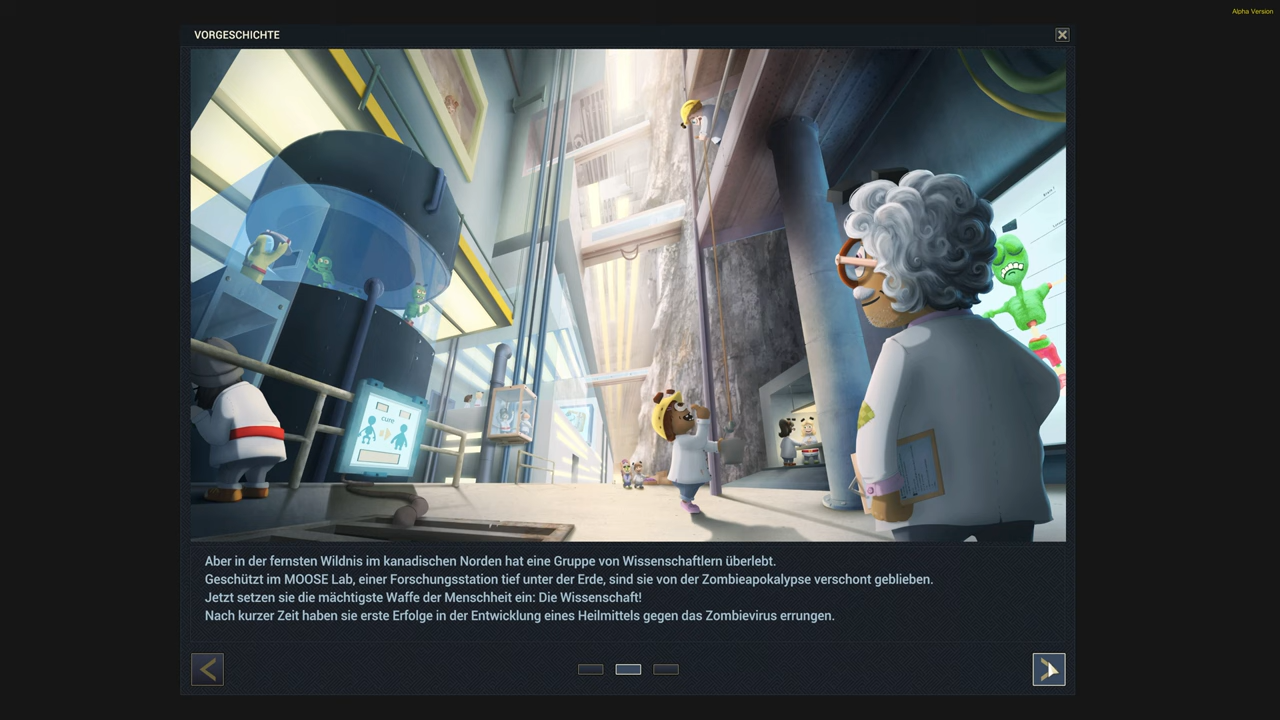 Alpha Version
VORGESCHICHTE
cure
Aber in der fernsten Wildnis im kanadischen Norden hat eine Gruppe von Wissenschaftlern überlebt.
Geschützt im MOOSE Lab, einer Forschungsstation tief unter der Erde, sind sie von der Zombieapokalypse verschont geblieben.
Jetzt setzen sie die mächtigste Waffe der Menschheit ein: Die Wissenschaft!
Nach kurzer Zeit haben sie erste Erfolge in der Entwicklung eines Heilmittels gegen das Zombievirus errungen.